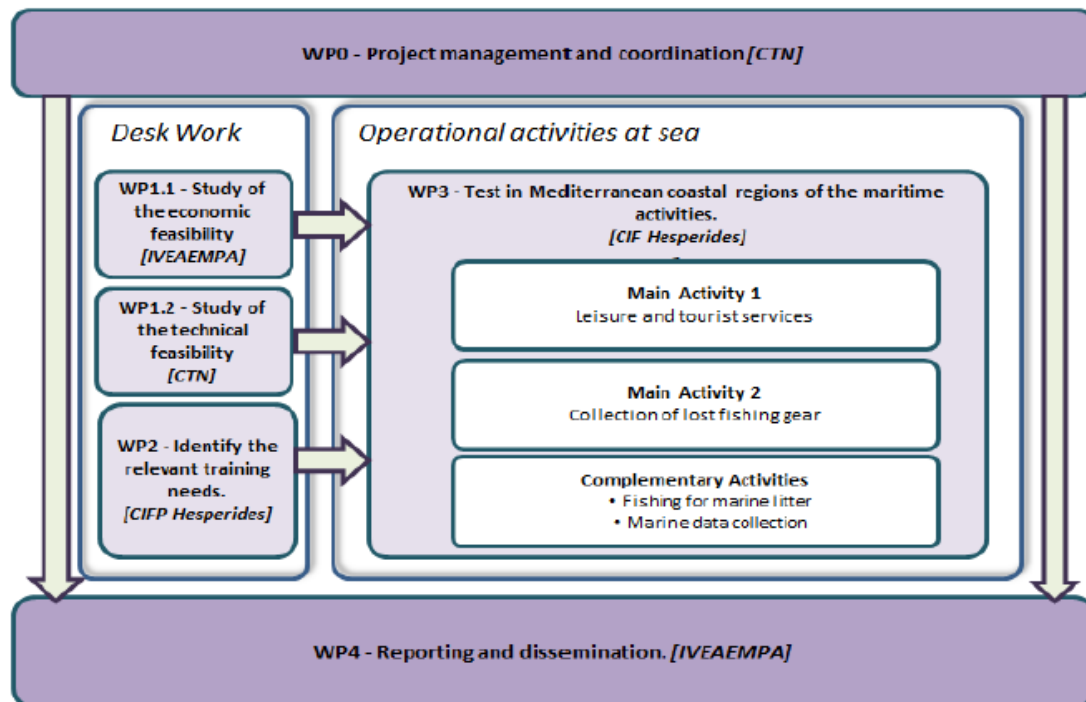 WP0 - Project management and coordination [CTN]
Desk Work
WP1.1 - Study of
the economic
feasibility
[IVEAEMPA]
WP1.2 - Study of
the technical
feasibility
[CTN]
WP2 - Identify the
relevant training
needs.
[CIFP Hesperides]
Operational activities at sea
WP3 - Test in Mediterranean coastal regions of the maritime
activities.
[CIF Hesperides]
Main Activity 1
Leisure and tourist services
Main Activity 2
Collection of lost fishing gear
Complementary Activities
• Fishing for marine litter
• Marine data collection
WP4 - Reporting and dissemination. [IVEAEMPA]